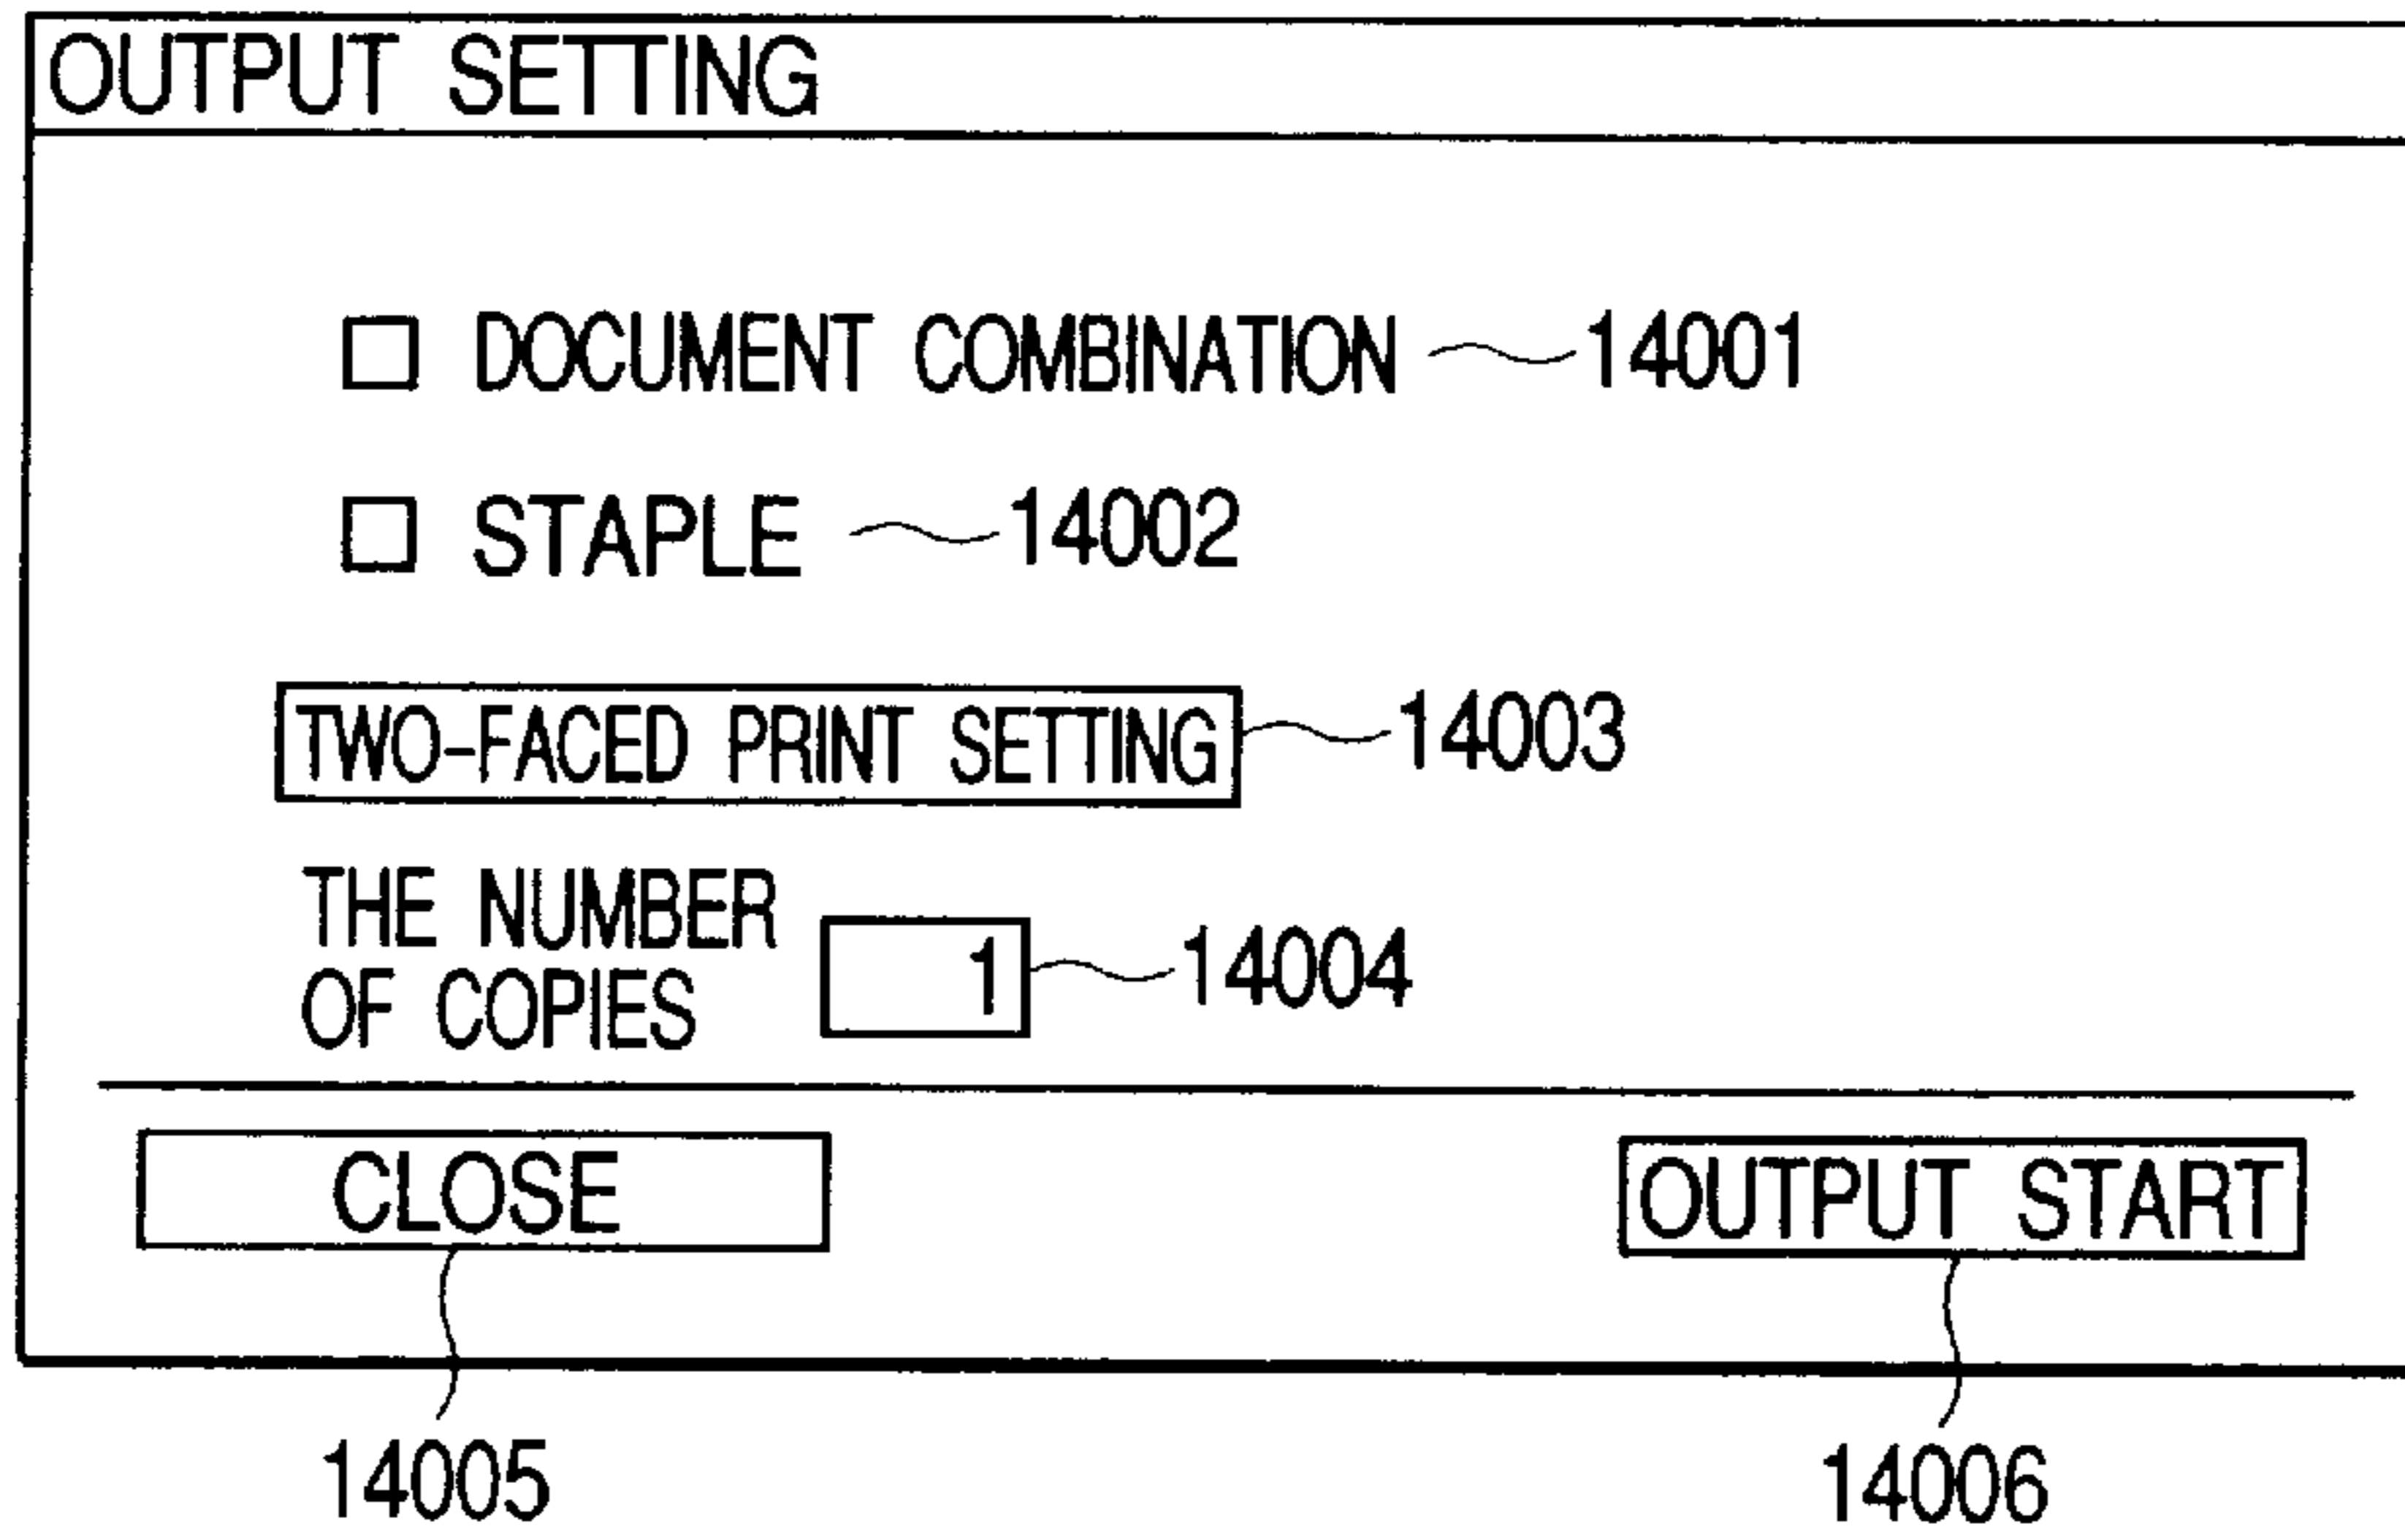 OUTPUT SETTING
DOCUMENT COMBINATION 14001
STAPLE 14002
TWO-FACED PRINT SETTING 14003
THE NUMBER
OF COPIES 1 14004
CLOSE OUTPUT START
14005 14006